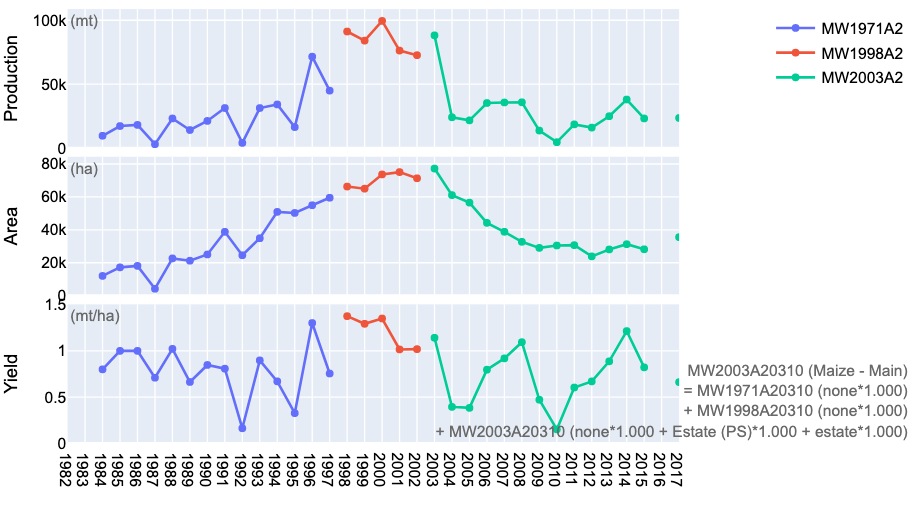 Production
(mt)
100k
50k
0
MW1971A2
MW1998A2
MW2003A2
Area
(ha)
80k
60k
40k
20k
0
Yield
(mt/ha)
1.5
1
0.5
0
MW2003A20310 (Maize - Main)
= MW1971A20310 (none*1.000)
+ MW1998A20310 (none*1.000)
+ MW2003A20310 (none*1.000 + Estate (PS)*1.000 + estate*1.000)
1982 1983 1984 1985 1986 1987 1988 1989 1990 1991 1992 1993 1994 1995 1996 1997 1998 1999 2000 2001 2002 2003 2004 2005 2006 2007 2008 2009 2010 2011 2012 2013 2014 2015 2016 2017